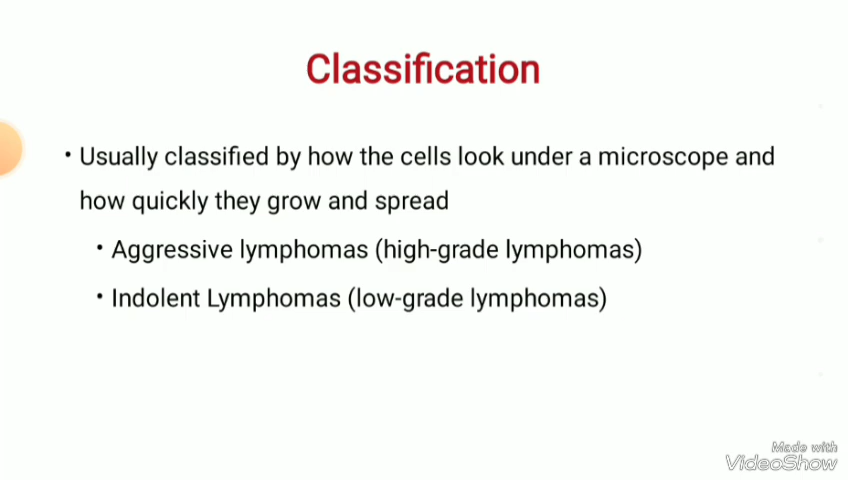 Classification
• Usually classified by how the cells look under a microscope and
how quickly they grow and spread
• Aggressive lymphomas (high-grade lymphomas)
• Indolent Lymphomas (low-grade lymphomas)
Made with
VideoShow